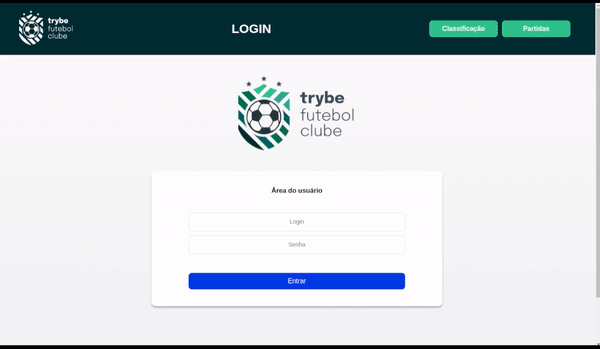 trybe
futebol
clube
LOGIN
Classificação
Partidas
trybe
futebol
clube
Área do usuário
Login
Senha
Entrar